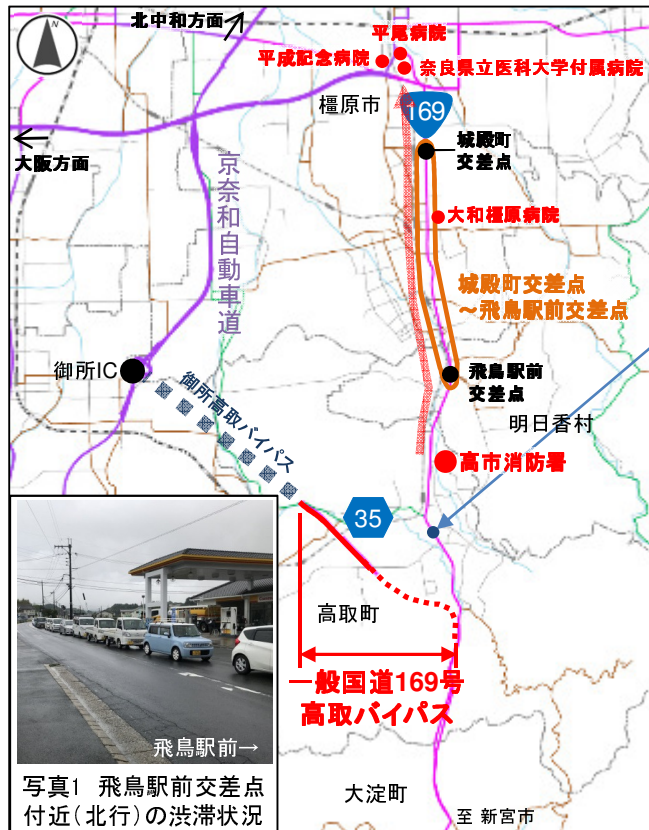 北中和方面
N
平尾病院
平成記念病院
奈良県立医科大学付属病院
橿原市
169
城殿町
交差点
大阪方面
京奈和自動車道
大和橿原病院
城殿町交差点
～飛鳥駅前交差点
御所IC
飛鳥駅前
交差点
御所高取バイパス
明日香村
高市消防署
35
高取町
一般国道169号
高取バイパス
飛鳥駅前→
写真1 飛鳥駅前交差点
付近(北行)の渋滞状況
大淀町
至 新宮市